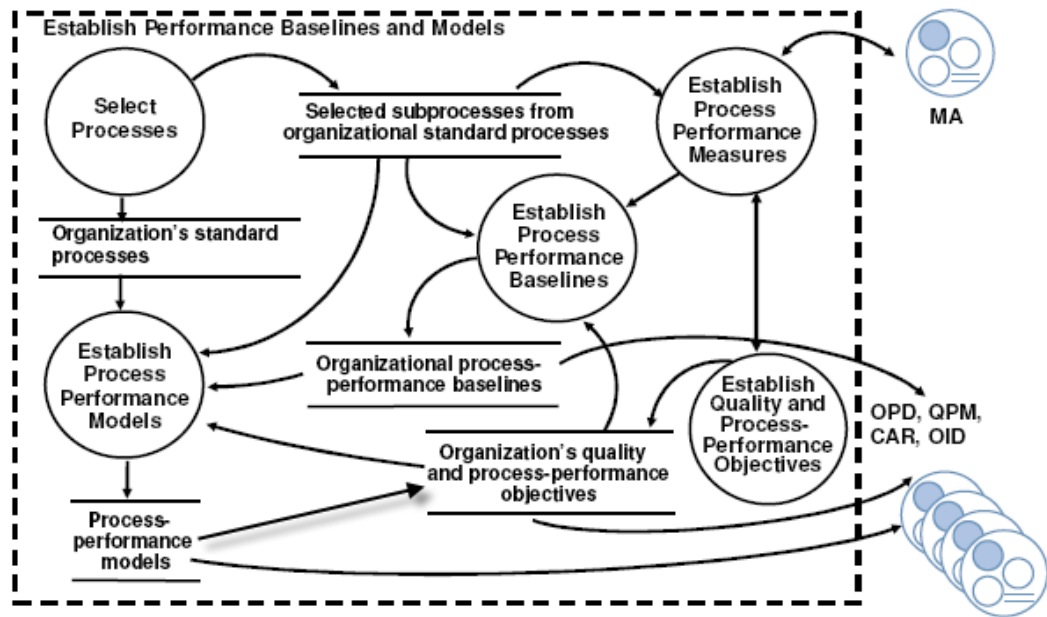 Establish Performance Baselines and Models
Select
Processes
Selected subprocesses from
organizational standard processes
Establish
Process
Performance
Measures
MA
Organization's standard
processes
Establish
Process
Performance
Baselines
Establish
Process
Performance
Models
Organizational process-
performance baselines
Establish
Quality and
Process-
Performance
Objectives
OPD, QPM,
CAR, OID
Organization's quality
and process-performance
objectives
Process-
performance
models